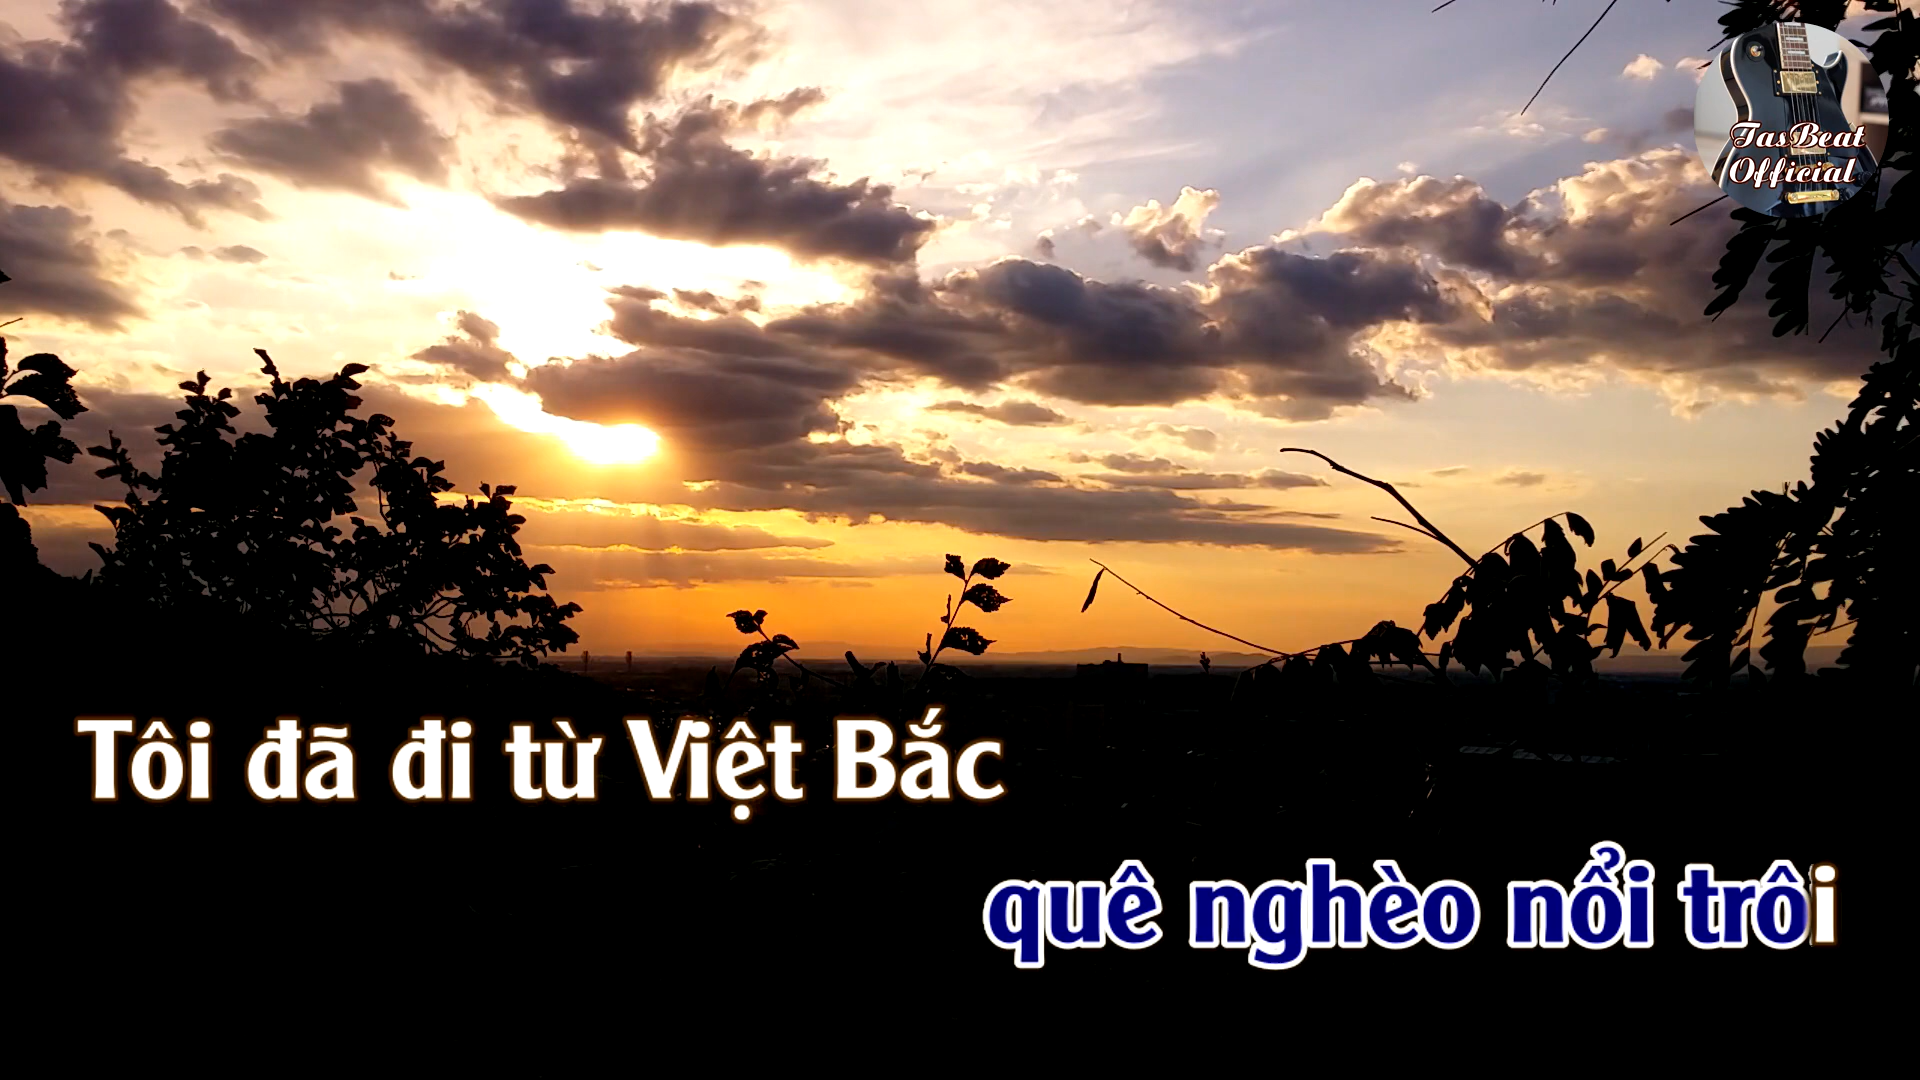 TasBeat
Official
Tôi đã đi từ Việt Bắc
quê nghèo nổi trôi